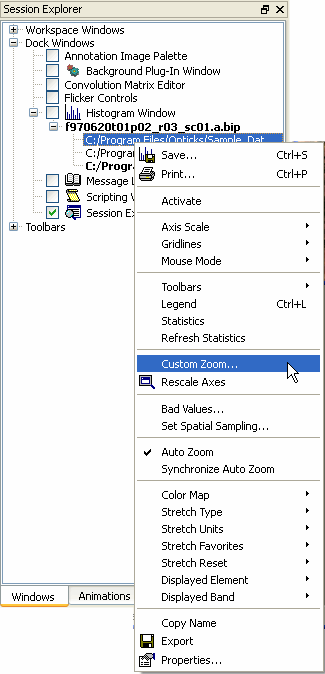 Session Explorer
Workspace Windows
Dock Windows
Annotation Image Palette
Background Plug-In Window
Convolution Matrix Editor
Flicker Controls
Histogram Window
f970620t01p02_r03_sc01.a.bip
C:/Program Files/Opticks/Sample_Dat
C:/Program
C:/Progr
Message L
Scripting
Session Ex
Toolbars
Save... Ctrl+S
Print... Ctrl+P
Activate
Axis Scale
Gridlines
Mouse Mode
Toolbars
Legend Ctrl+L
Statistics
Refresh Statistics
Custom Zoom...
Rescale Axes
Bad Values...
Set Spatial Sampling...
Auto Zoom
Synchronize Auto Zoom
Color Map
Stretch Type
Stretch Units
Stretch Favorites
Stretch Reset
Displayed Element
Displayed Band
Copy Name
Export
Properties...
Windows Animations